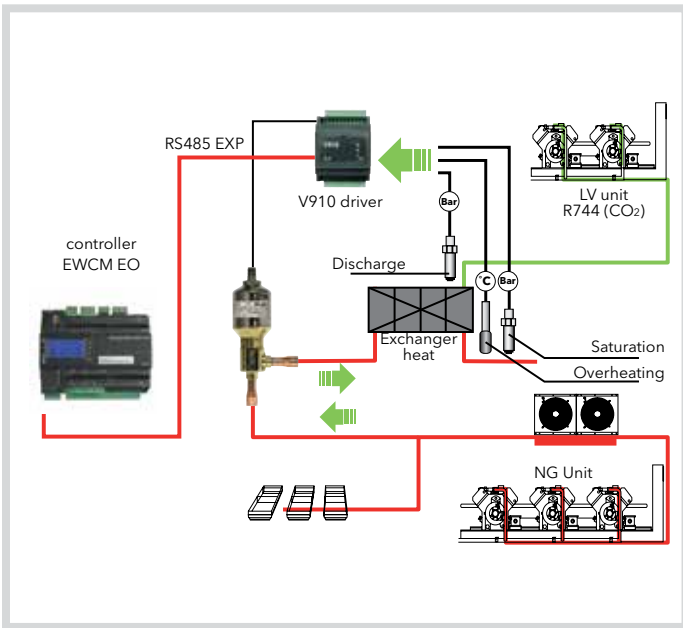 RS485 EXP
V910 driver
LV unit
R744 (CO2)
controller
EWCM EO
Bar
Discharge
°C
Bar
Exchanger
heat
Saturation
Overheating
NG Unit